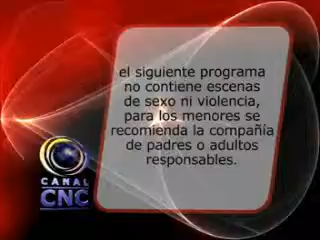 el siguiente programa
no contiene escenas
de sexo ni violencia,
para los menores se
recomienda la compañía
de padres o adultos
responsables.
CANAL
CNC